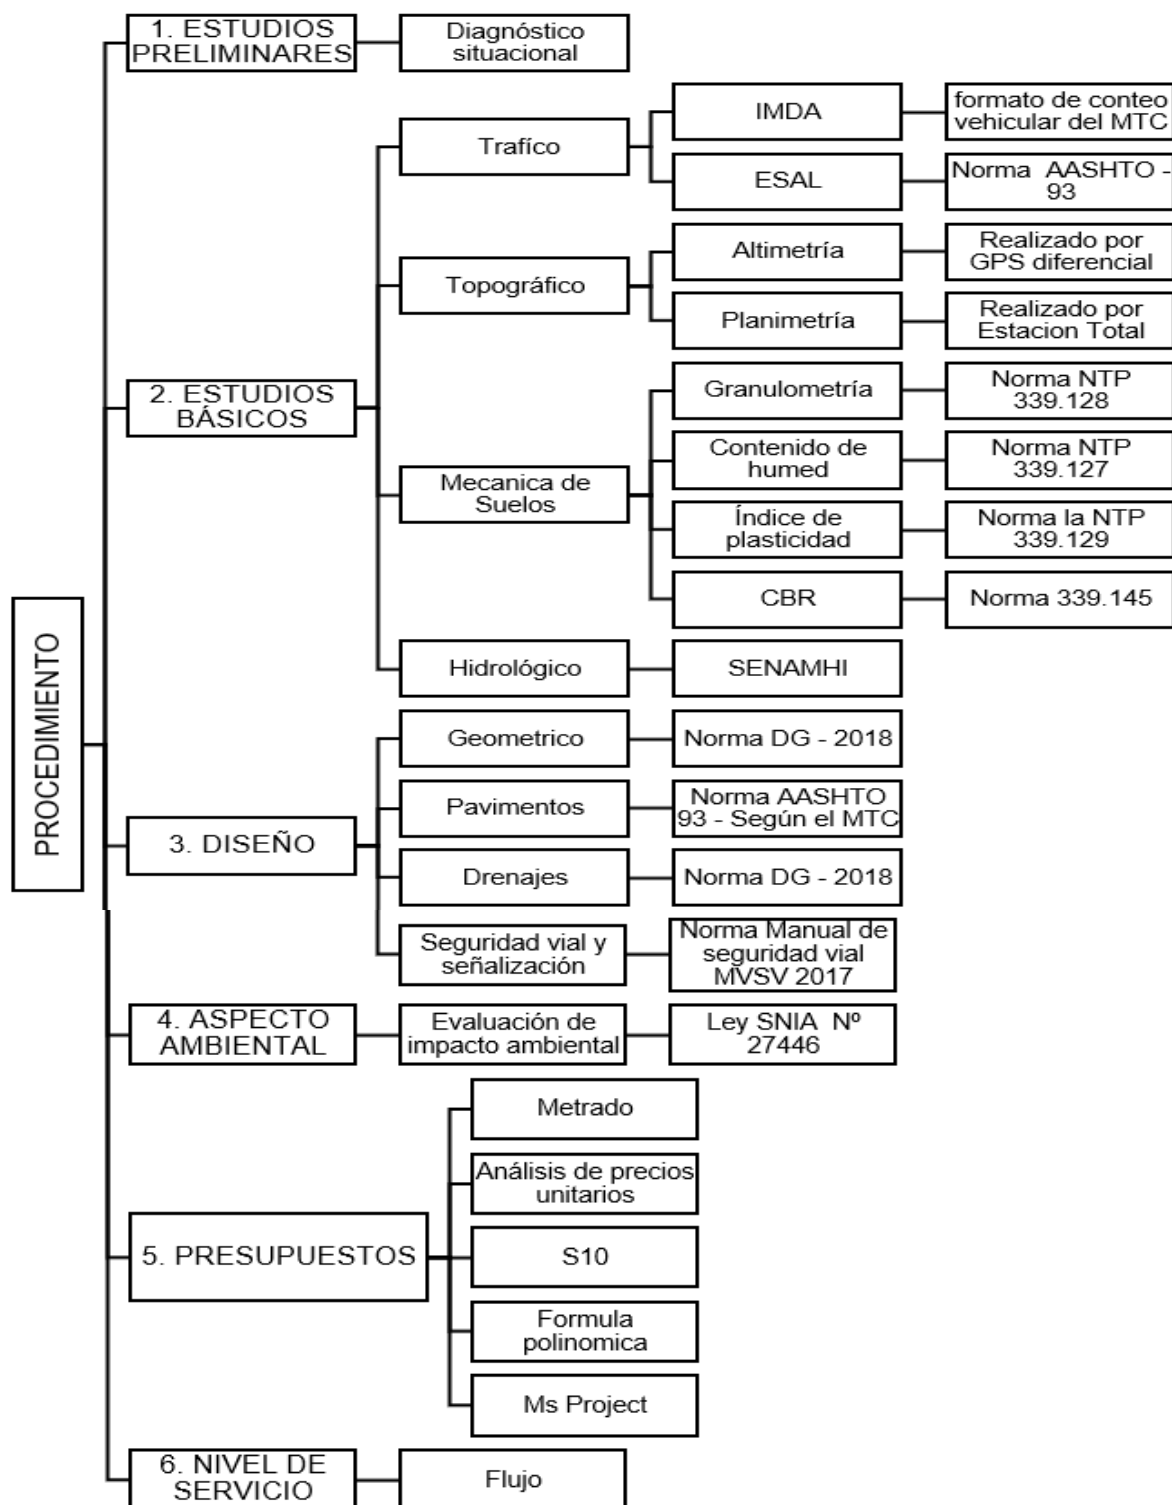 PROCEDIMIENTO
1. ESTUDIOS
PRELIMINARES
Diagnóstico
situacional
2. ESTUDIOS
BÁSICOS
Trafíco
IMDA
formato de conteo
vehicular del MTC
ESAL
Norma AASHTO -
93
Topográfico
Altimetría
Realizado por
GPS diferencial
Planimetría
Realizado por
Estacion Total
Mecanica de
Suelos
Granulometría
Norma NTP
339.128
Contenido de
humed
Norma NTP
339.127
Índice de
plasticidad
Norma la NTP
339.129
CBR
Norma 339.145
Hidrológico
SENAMHI
3. DISEÑO
Geometrico
Norma DG - 2018
Pavimentos
Norma AASHTO
93 - Según el MTC
Drenajes
Norma DG - 2018
Seguridad vial y
señalización
Norma Manual de
seguridad vial
MVSV 2017
4. ASPECTO
AMBIENTAL
Evaluación de
impacto ambiental
Ley SNIA Nº
27446
5. PRESUPUESTOS
Metrado
Análisis de precios
unitarios
S10
Formula
polinomica
Ms Project
6. NIVEL DE
SERVICIO
Flujo